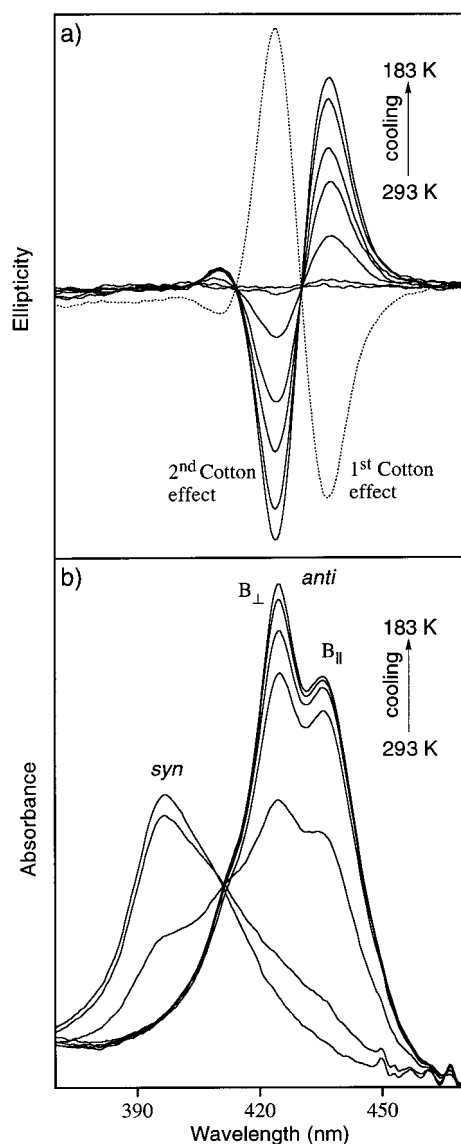 a)
183 K
cooling
293 K
Ellipticity
2nd Cotton
effect
1st Cotton
effect
b)
anti
B⊥
B∥
183 K
cooling
293 K
syn
Absorbance
390
420
450
Wavelength (nm)